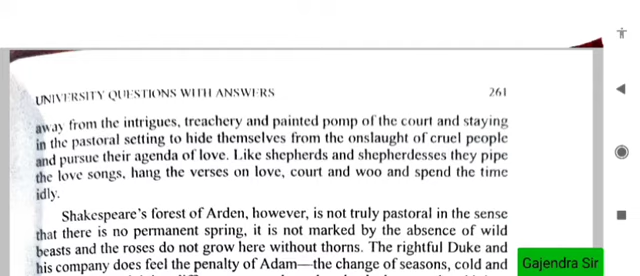 UNIVERSITY QUESTIONS WITH ANSWERS 261
away from the intrigues, treachery and painted pomp of the court and staying
in the pastoral setting to hide themselves from the onslaught of cruel people
and pursue their agenda of love. Like shepherds and shepherdesses they pipe
the love songs, hang the verses on love, court and woo and spend the time
idly.
Shakespeare's forest of Arden, however, is not truly pastoral in the sense
that there is no permanent spring, it is not marked by the absence of wild
beasts and the roses do not grow here without thorns. The rightful Duke and
his company does feel the penalty of Adam—the change of seasons, cold and
Gajendra Sir